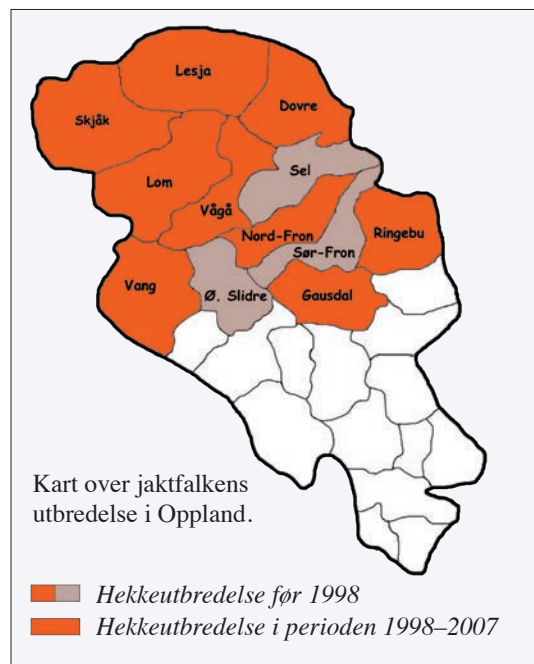 Lesja
Skjåk
Dovre
Sel
Lom
Vågå
Nord-Fron
Ringebu
Sør-Fron
Vang
Ø. Slidre
Gausdal
Kart over jaktfalkens
utbredelse i Oppland.
Hekkeutbredelse før 1998
Hekkeutbredelse i perioden 1998–2007